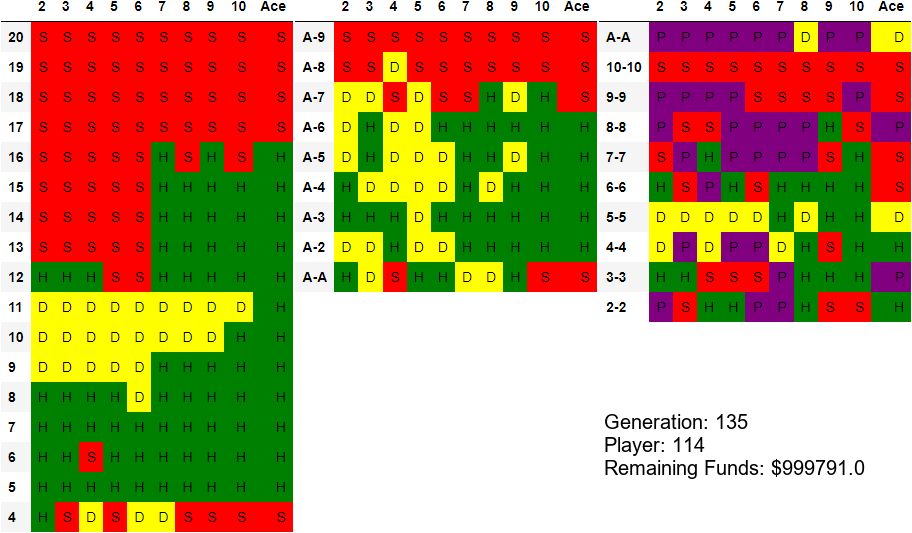 2 3 4 5 6 7 8 9 10 Ace
20 S S S S S S S S S S
19 S S S S S S S S S S
18 S S S S S S S S S S
17 S S S S S S S S S S
16 S S S S S H S H S H
15 S S S S S H H H H H
14 S S S S S H H H H H
13 S S S S S H H H H H
12 H H H S S H H H H H
11 D D D D D D D D D H
10 D D D D D D D D H H
9 D D D D D H H H H H
8 H H H H D H H H H H
7 H H H H H H H H H H
6 H H S H H H H H H H
5 H H H H H H H H H H
4 H S D S D D S S S S
2 3 4 5 6 7 8 9 10 Ace
A-9 S S S S S S S S S S
A-8 S S D S S S S S S S
A-7 D D S D S S H D H S
A-6 D H D D H H H H H H
A-5 D H D D D H H D H H
A-4 H D D D D H D H H H
A-3 H H H D H H H H H H
A-2 D D H D D H H H H H
A-A H D S H H D D H S S
2 3 4 5 6 7 8 9 10 Ace
A-A P P P P P P D P P D
10-10 S S S S S S S S S S
9-9 P P P P S S S S P S
8-8 P S S P P P P H S P
7-7 S P H P P P P S H S
6-6 H S P H S H H H H S
5-5 D D D D D H D H H D
4-4 D P D P P D H S H H
3-3 H H S S S P H H H P
2-2 P S H H P P H S S H
Generation: 135
Player: 114
Remaining Funds: $999791.0